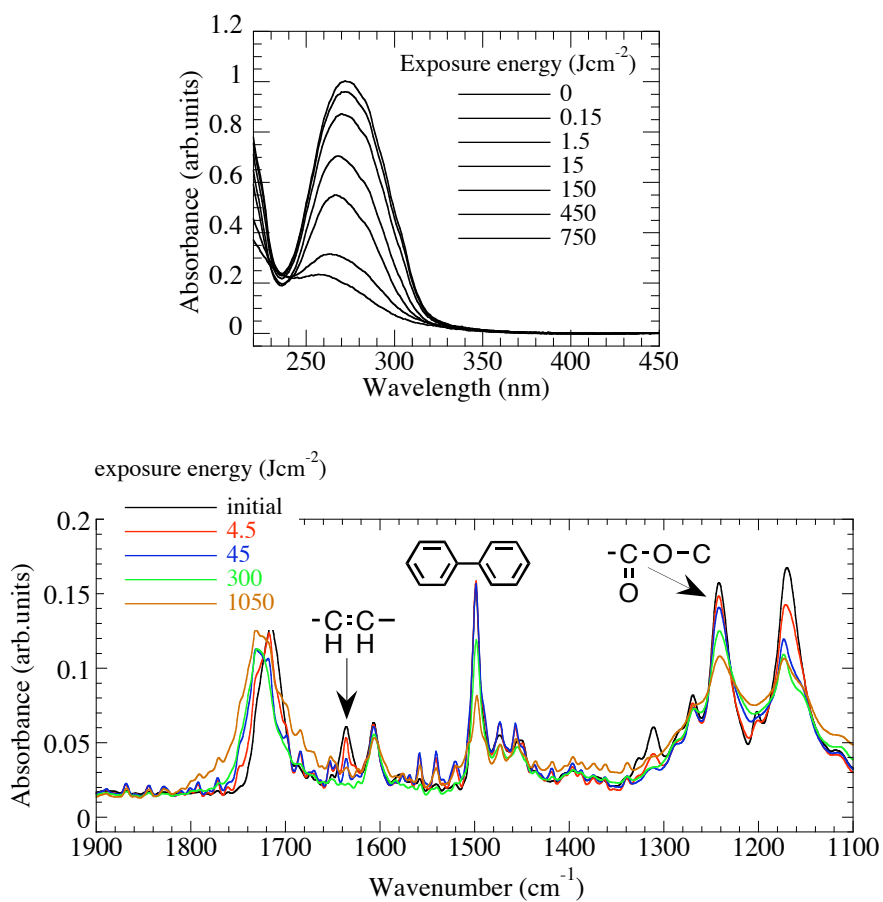 1.2
1
0.8
0.6
0.4
0.2
0
Absorbance (arb.units)
Exposure energy (Jcm⁻²)
0
0.15
1.5
15
150
450
750
250 300 350 400 450
Wavelength (nm)
exposure energy (Jcm⁻²)
initial
4.5
45
300
1050
0.2
0.15
0.1
0.05
0
Absorbance (arb.units)
-C=C-
H H
-C-O-C
O
1900 1800 1700 1600 1500 1400 1300 1200 1100
Wavenumber (cm⁻¹)